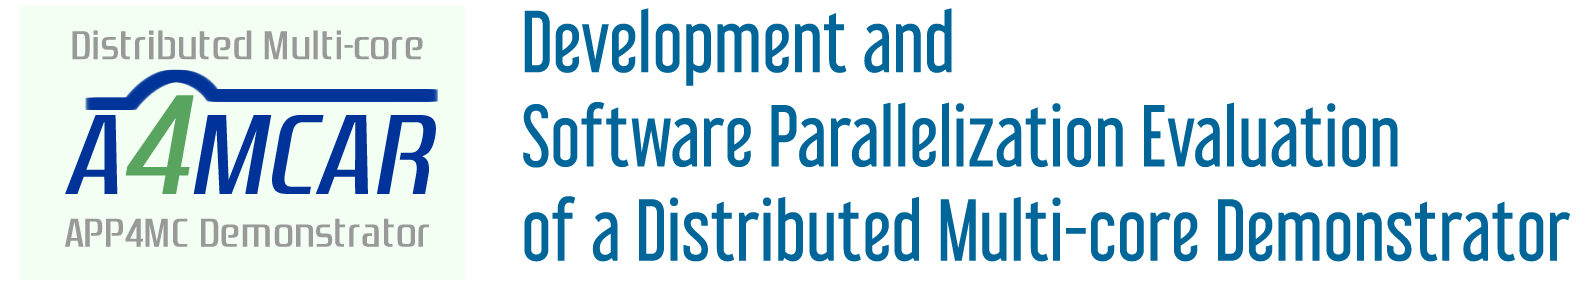 Distributed Multi-core
A4MCAR
APP4MC Demonstrator
Development and
Software Parallelization Evaluation
of a Distributed Multi-core Demonstrator